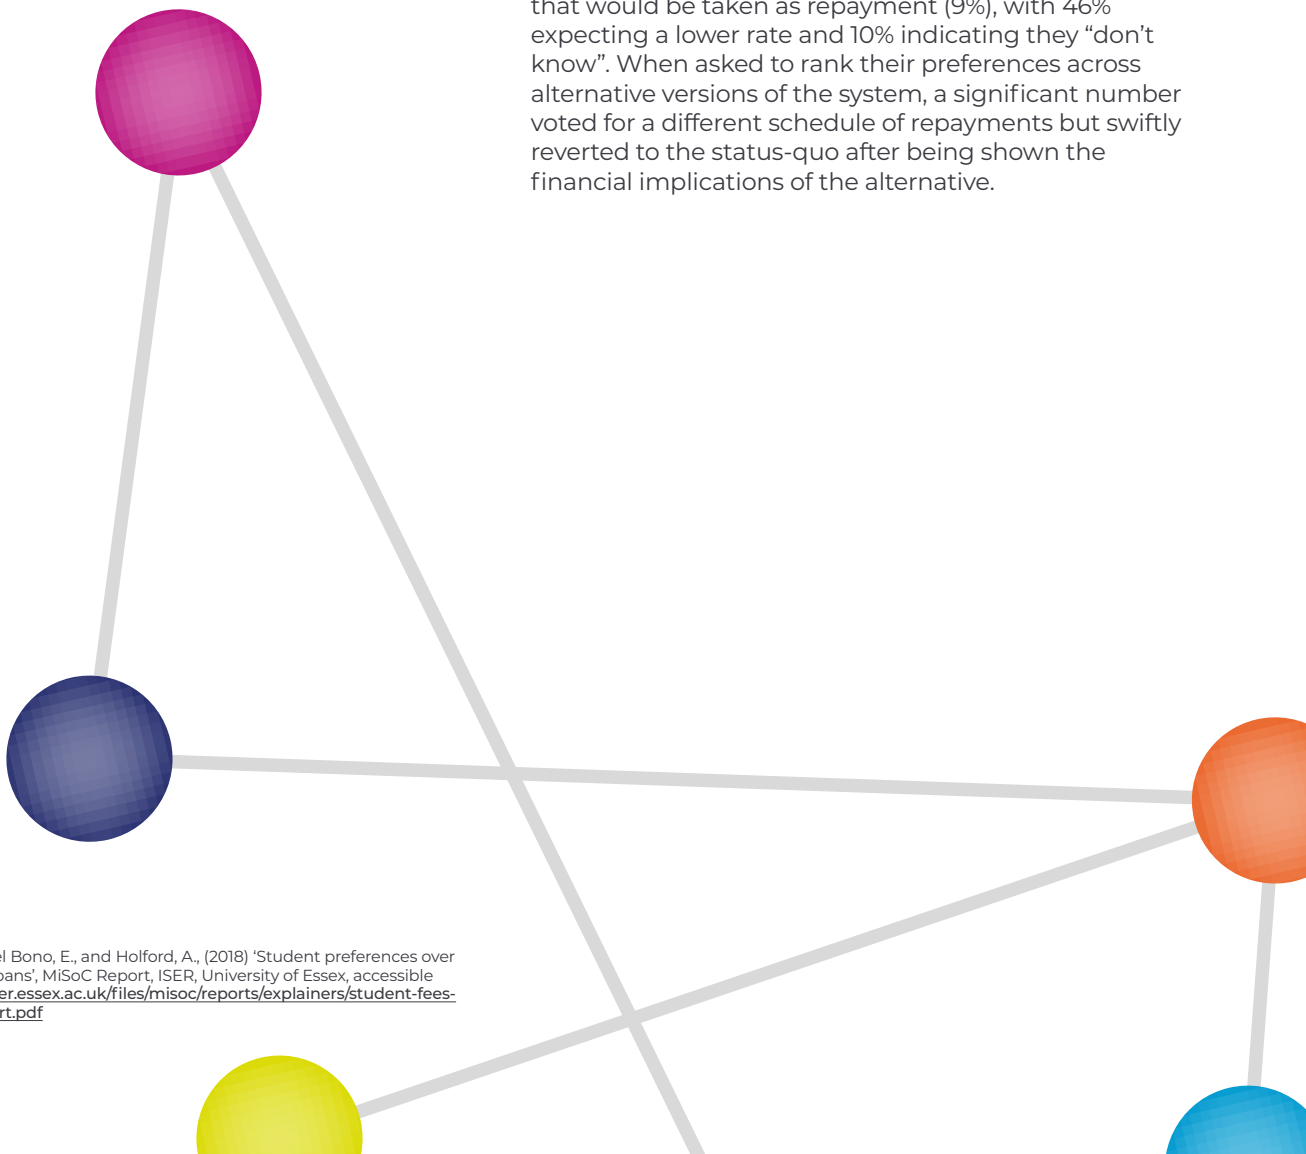 that would be taken as repayment (9%), with 46%
expecting a lower rate and 10% indicating they “don’t
know”. When asked to rank their preferences across
alternative versions of the system, a significant number
voted for a different schedule of repayments but swiftly
reverted to the status-quo after being shown the
financial implications of the alternative.
Bono, E., and Holford, A., (2018) ‘Student preferences over
MiSoC Report, ISER, University of Essex, accessible
er.essex.ac.uk/files/misoc/reports/explainers/student-fees-
rt.pdf